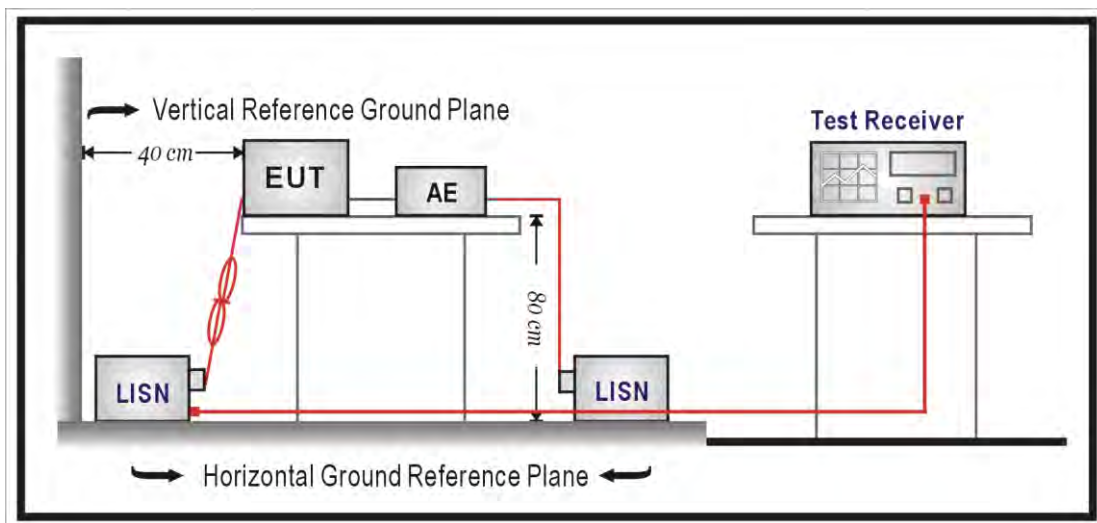 Vertical Reference Ground Plane
Test Receiver
40 cm
EUT
AE
80 cm
LISN
LISN
Horizontal Ground Reference Plane